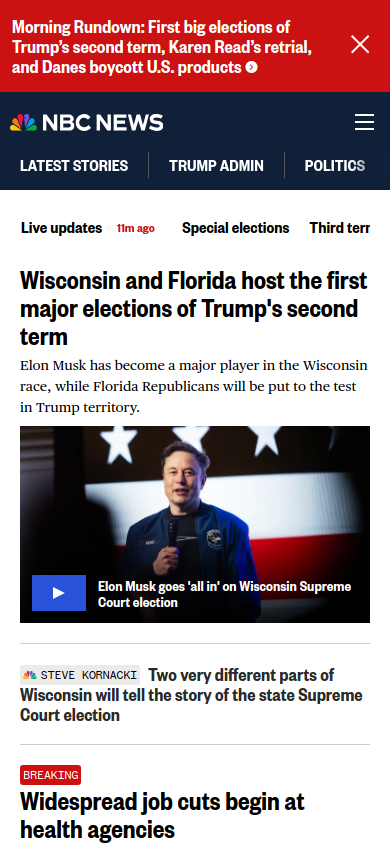 Morning Rundown: First big elections of
Trump's second term, Karen Read's retrial,
and Danes boycott U.S. products
NBC NEWS
LATEST STORIES
TRUMP ADMIN
POLITICS
Live updates
11m ago
Special elections
Third terr
Wisconsin and Florida host the first
major elections of Trump's second
term
Elon Musk has become a major player in the Wisconsin
race, while Florida Republicans will be put to the test
in Trump territory.
Elon Musk goes 'all in' on Wisconsin Supreme
Court election
STEVE KORNACKI Two very different parts of
Wisconsin will tell the story of the state Supreme
Court election
BREAKING
Widespread job cuts begin at
health agencies